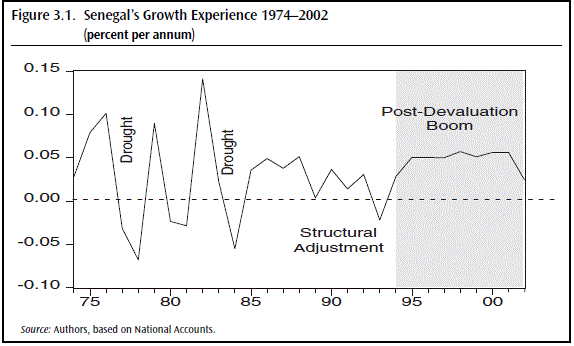 Figure 3.1. Senegal's Growth Experience 1974–2002
(percent per annum)
0.15
0.10
0.05
0.00
-0.05
-0.10
Drought
Drought
Structural
Adjustment
Post-Devaluation
Boom
75 80 85 90 95 00
Source: Authors, based on National Accounts.